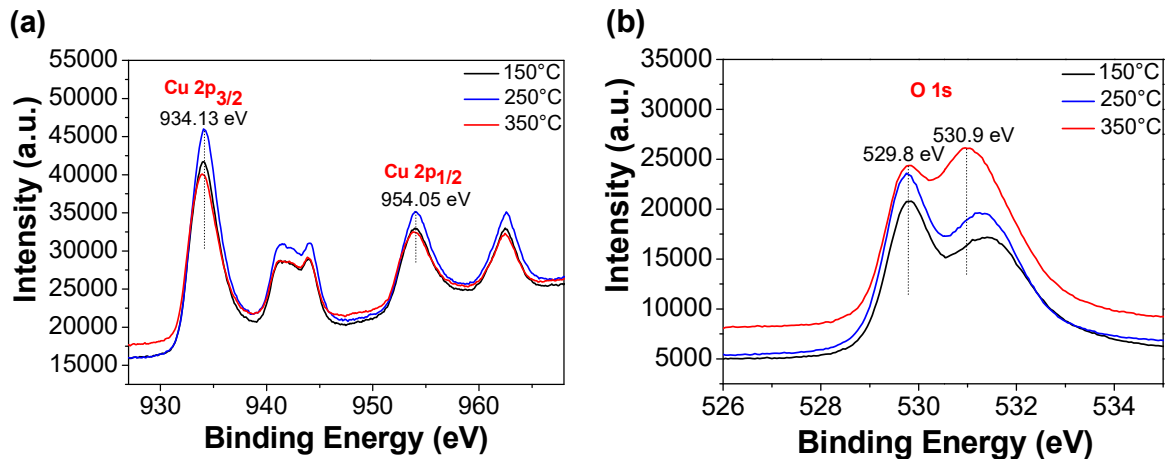 (a)
55000
50000
45000
40000
35000
30000
25000
20000
15000
Intensity (a.u.)
Cu 2p3/2
934.13 eV
Cu 2p1/2
954.05 eV
150°C
250°C
350°C
930
940
950
960
Binding Energy (eV)
(b)
35000
30000
25000
20000
15000
10000
5000
Intensity (a.u.)
O 1s
529.8 eV
530.9 eV
150°C
250°C
350°C
526
528
530
532
534
Binding Energy (eV)